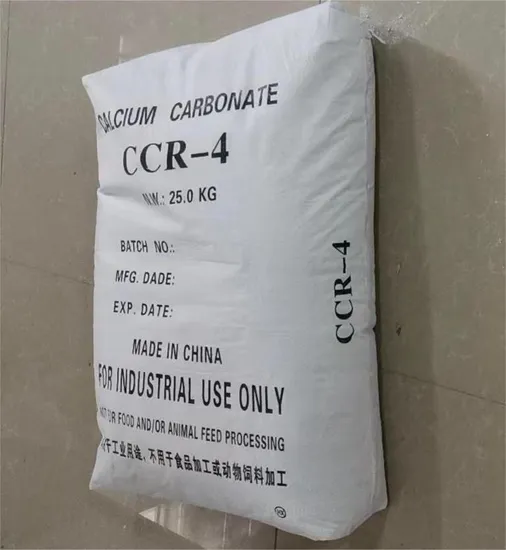 CALCIUM CARBONATE
CCR-4
N.W.: 25.0 KG
BATCH NO.:
MFG. DADE:
EXP. DATE:
MADE IN CHINA
FOR INDUSTRIAL USE ONLY
NOT FOR FOOD AND/OR ANIMAL FEED PROCESSING
用于工业用途，不用于食品加工或动物饲料加工
CCR-4